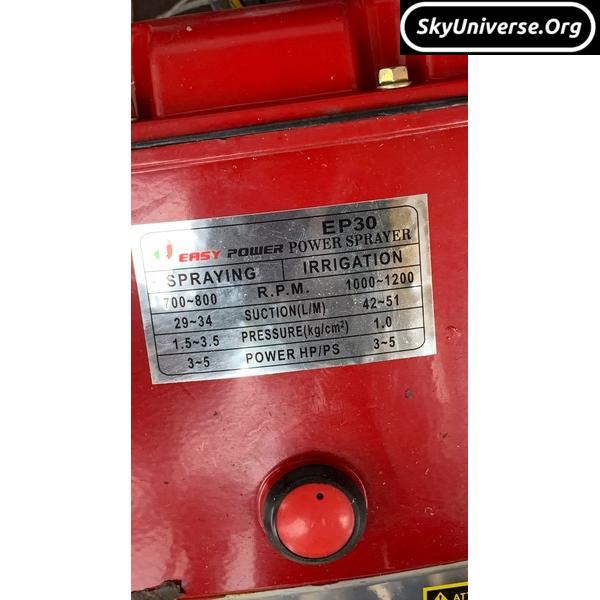 SkyUniverse.Org
EP30
EASY POWER POWER SPRAYER
SPRAYING IRRIGATION
700~800 R.P.M. 1000~1200
29~34 SUCTION(L/M) 42~51
1.5~3.5 PRESSURE(kg/cm²) 1.0
3~5 POWER HP/PS 3~5